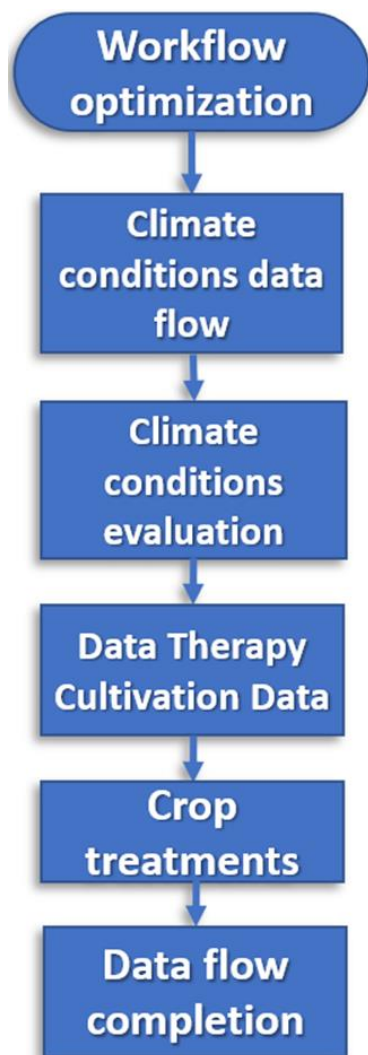 Workflow
optimization
Climate
conditions data
flow
Climate
conditions
evaluation
Data Therapy
Cultivation Data
Crop
treatments
Data flow
completion